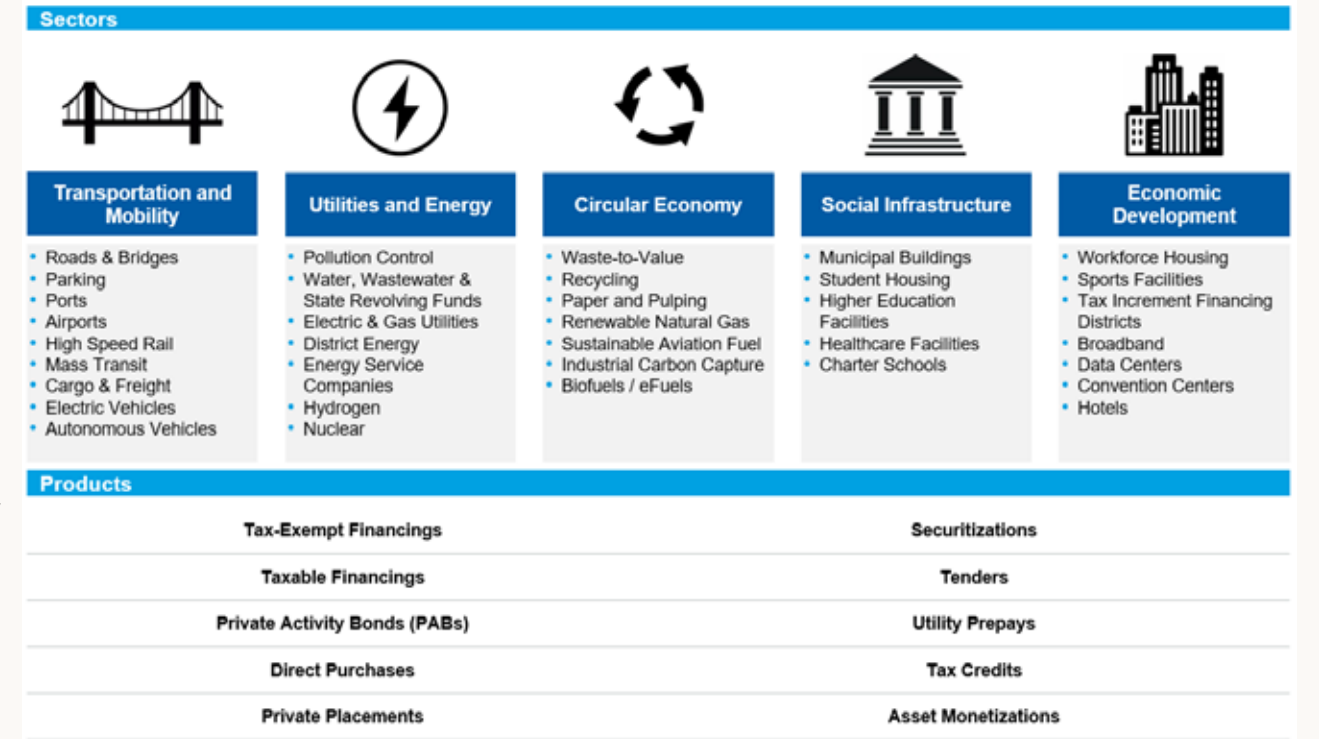 Sectors
Transportation and
Mobility
• Roads & Bridges
• Parking
• Ports
• Airports
• High Speed Rail
• Mass Transit
• Cargo & Freight
• Electric Vehicles
• Autonomous Vehicles
Utilities and Energy
• Pollution Control
• Water, Wastewater &
State Revolving Funds
• Electric & Gas Utilities
• District Energy
• Energy Service
Companies
• Hydrogen
• Nuclear
Circular Economy
• Waste-to-Value
• Recycling
• Paper and Pulping
• Renewable Natural Gas
• Sustainable Aviation Fuel
• Industrial Carbon Capture
• Biofuels / eFuels
Social Infrastructure
• Municipal Buildings
• Student Housing
• Higher Education
Facilities
• Healthcare Facilities
• Charter Schools
Economic
Development
• Workforce Housing
• Sports Facilities
• Tax Increment Financing
Districts
• Broadband
• Data Centers
• Convention Centers
• Hotels
Products
Tax-Exempt Financings
Securitizations
Taxable Financings
Tenders
Private Activity Bonds (PABs)
Utility Prepays
Direct Purchases
Tax Credits
Private Placements
Asset Monetizations